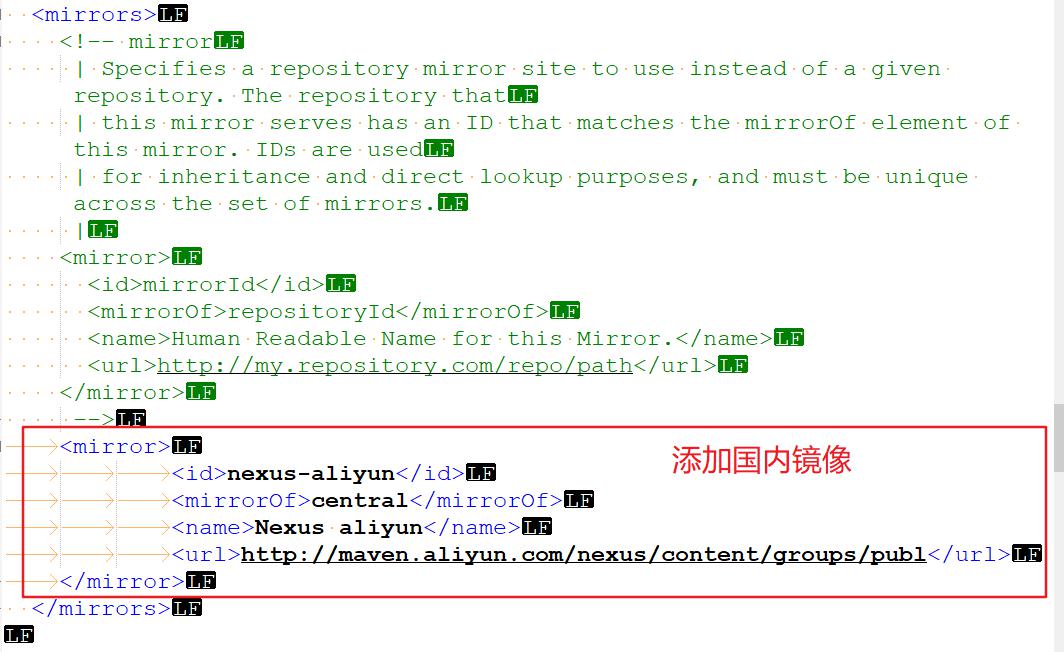 <mirrors>LF
<!-- mirrorLF
| Specifies a repository mirror site to use instead of a given
repository. The repository thatLF
| this mirror serves has an ID that matches the mirrorOf element of
this mirror. IDs are usedLF
| for inheritance and direct lookup purposes, and must be unique
across the set of mirrors.LF
|LF
<mirror>LF
<id>mirrorId</id>LF
<mirrorOf>repositoryId</mirrorOf>LF
<name>Human Readable Name for this Mirror.</name>LF
<url>http://my.repository.com/repo/path</url>LF
</mirror>LF
-->LF
<mirror>LF
添加国内镜像
<id>nexus-aliyun</id>LF
<mirrorOf>central</mirrorOf>LF
<name>Nexus aliyun</name>LF
<url>http://maven.aliyun.com/nexus/content/groups/publ</url>LF
</mirror>LF
</mirrors>LF
LF